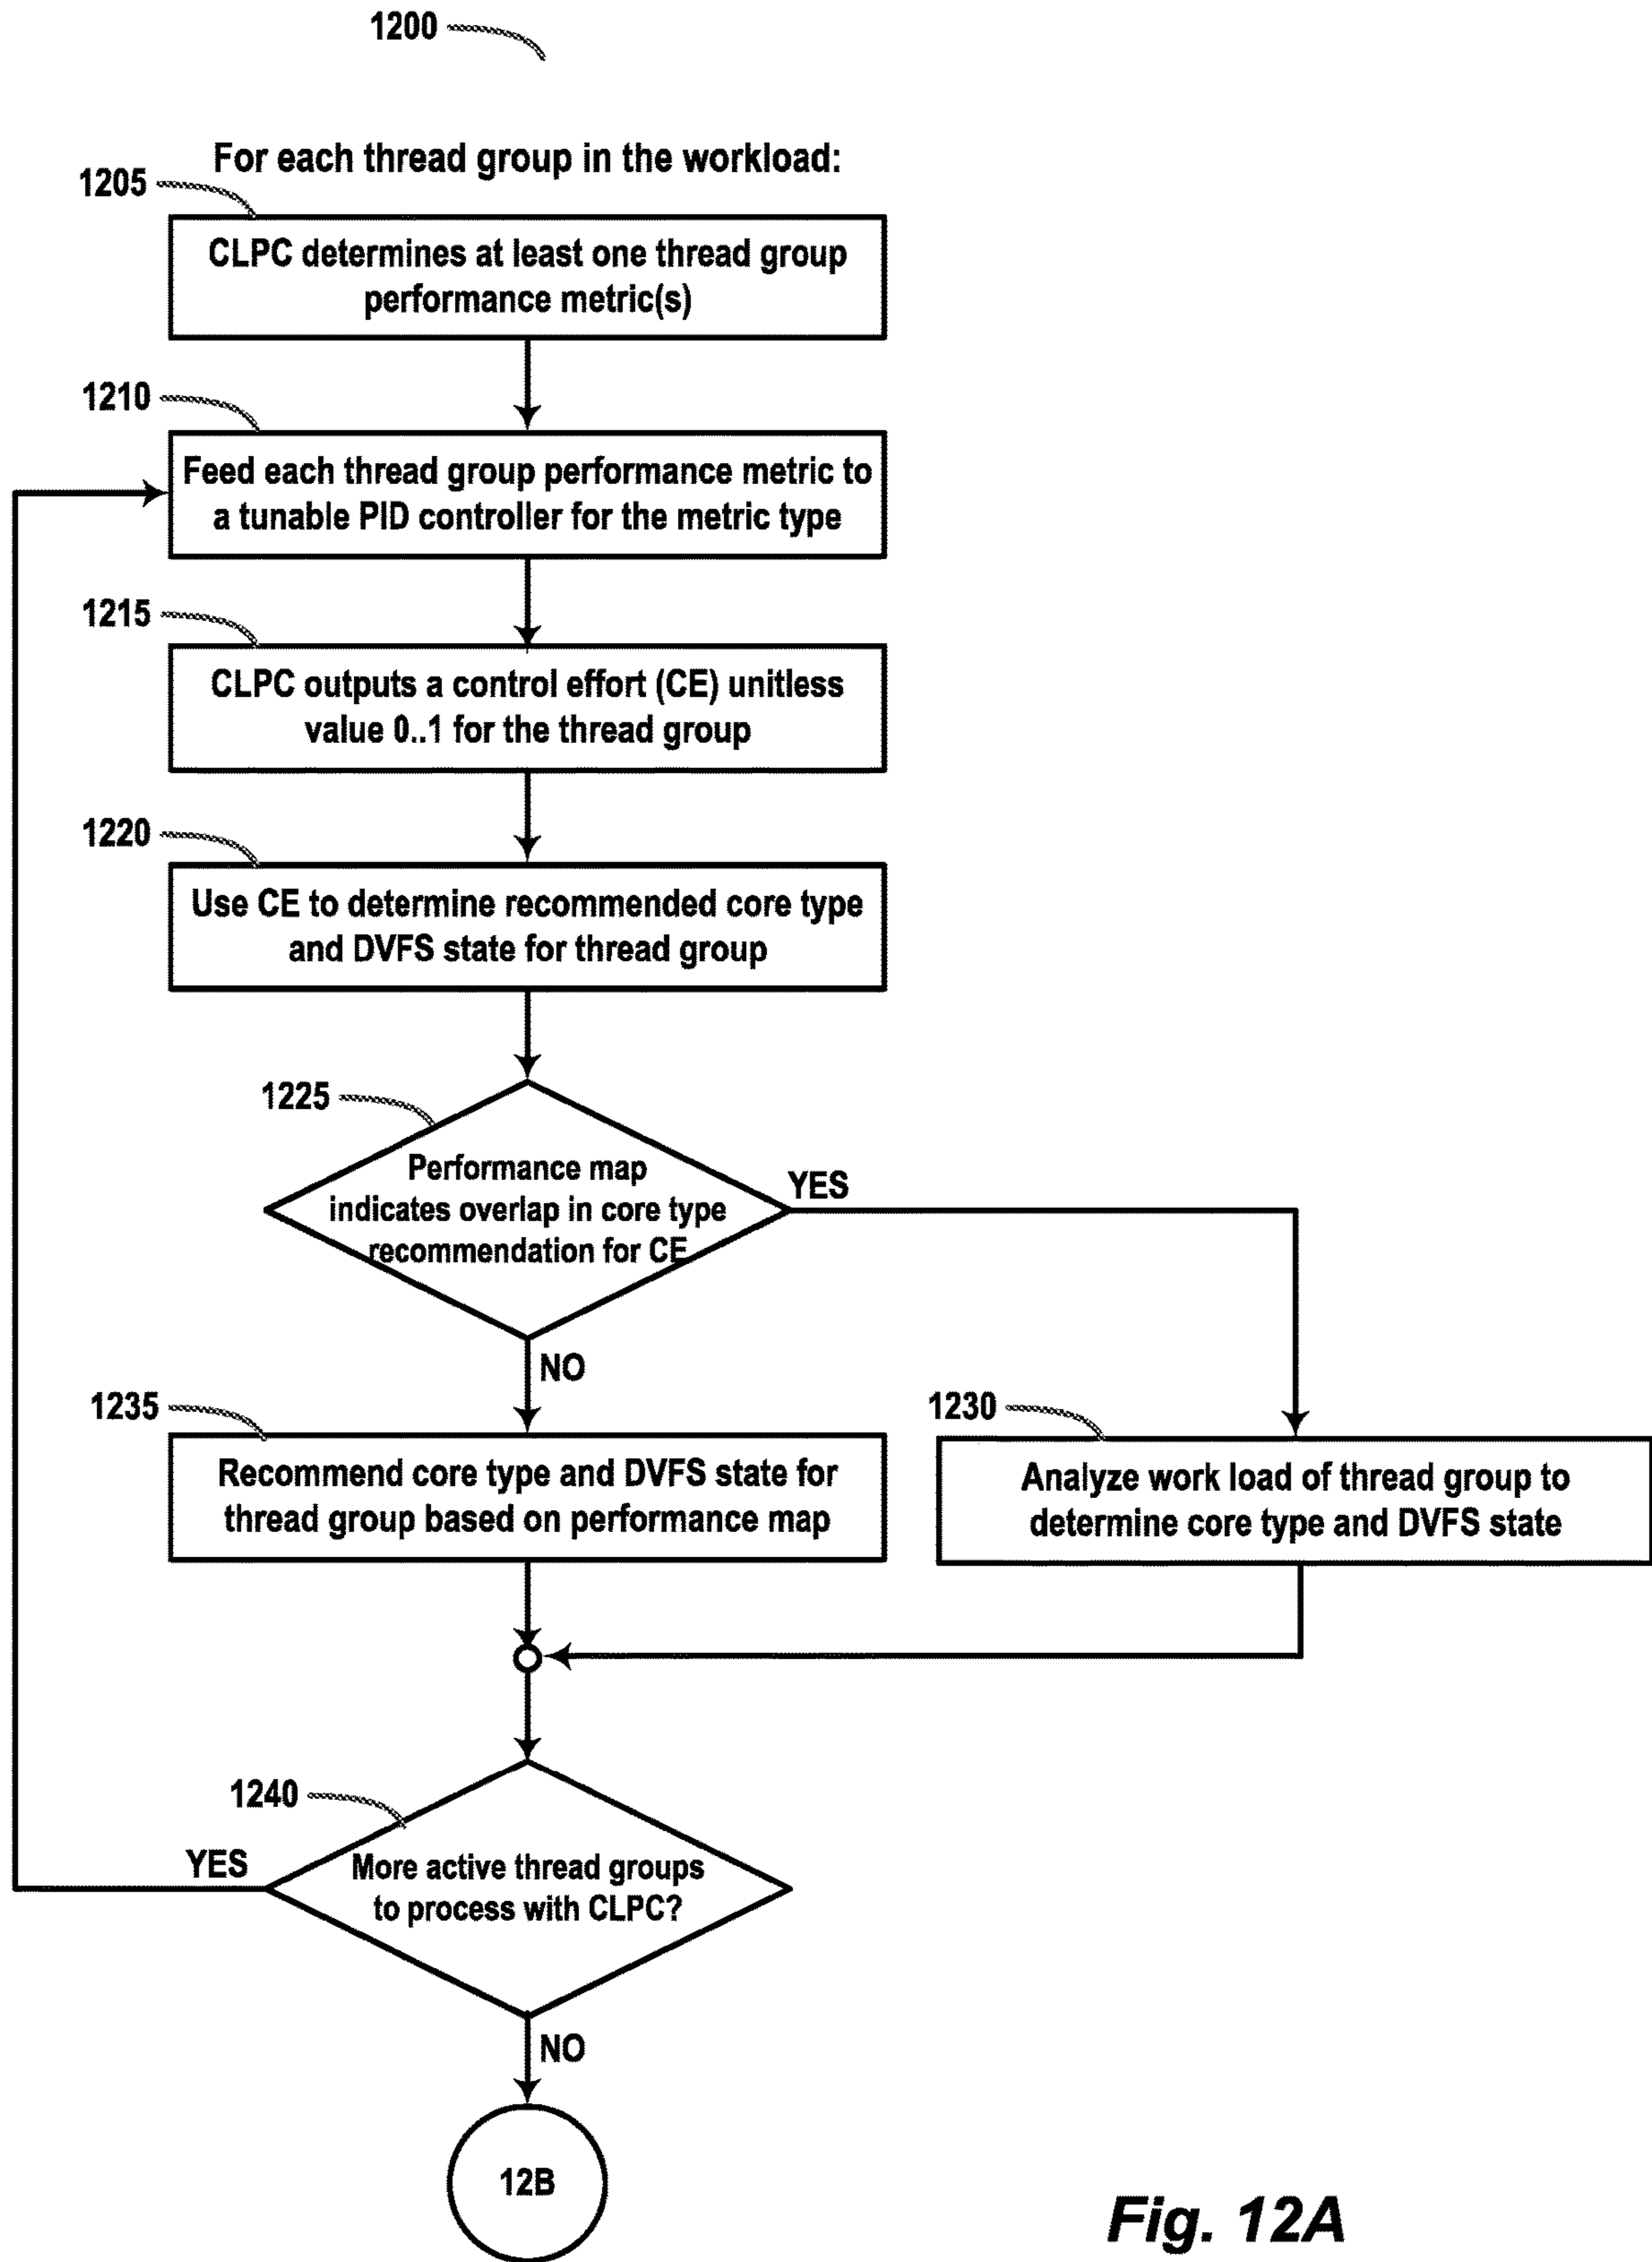 1200
For each thread group in the workload:
1205
CLPC determines at least one thread group
performance metric(s)
1210
Feed each thread group performance metric to
a tunable PID controller for the metric type
1215
CLPC outputs a control effort (CE) unitless
value 0..1 for the thread group
1220
Use CE to determine recommended core type
and DVFS state for thread group
1225
Performance map
indicates overlap in core type
recommendation for CE
YES
NO
1235
Recommend core type and DVFS state for
thread group based on performance map
1230
Analyze work load of thread group to
determine core type and DVFS state
1240
More active thread groups
to process with CLPC?
YES
NO
12B
Fig. 12A